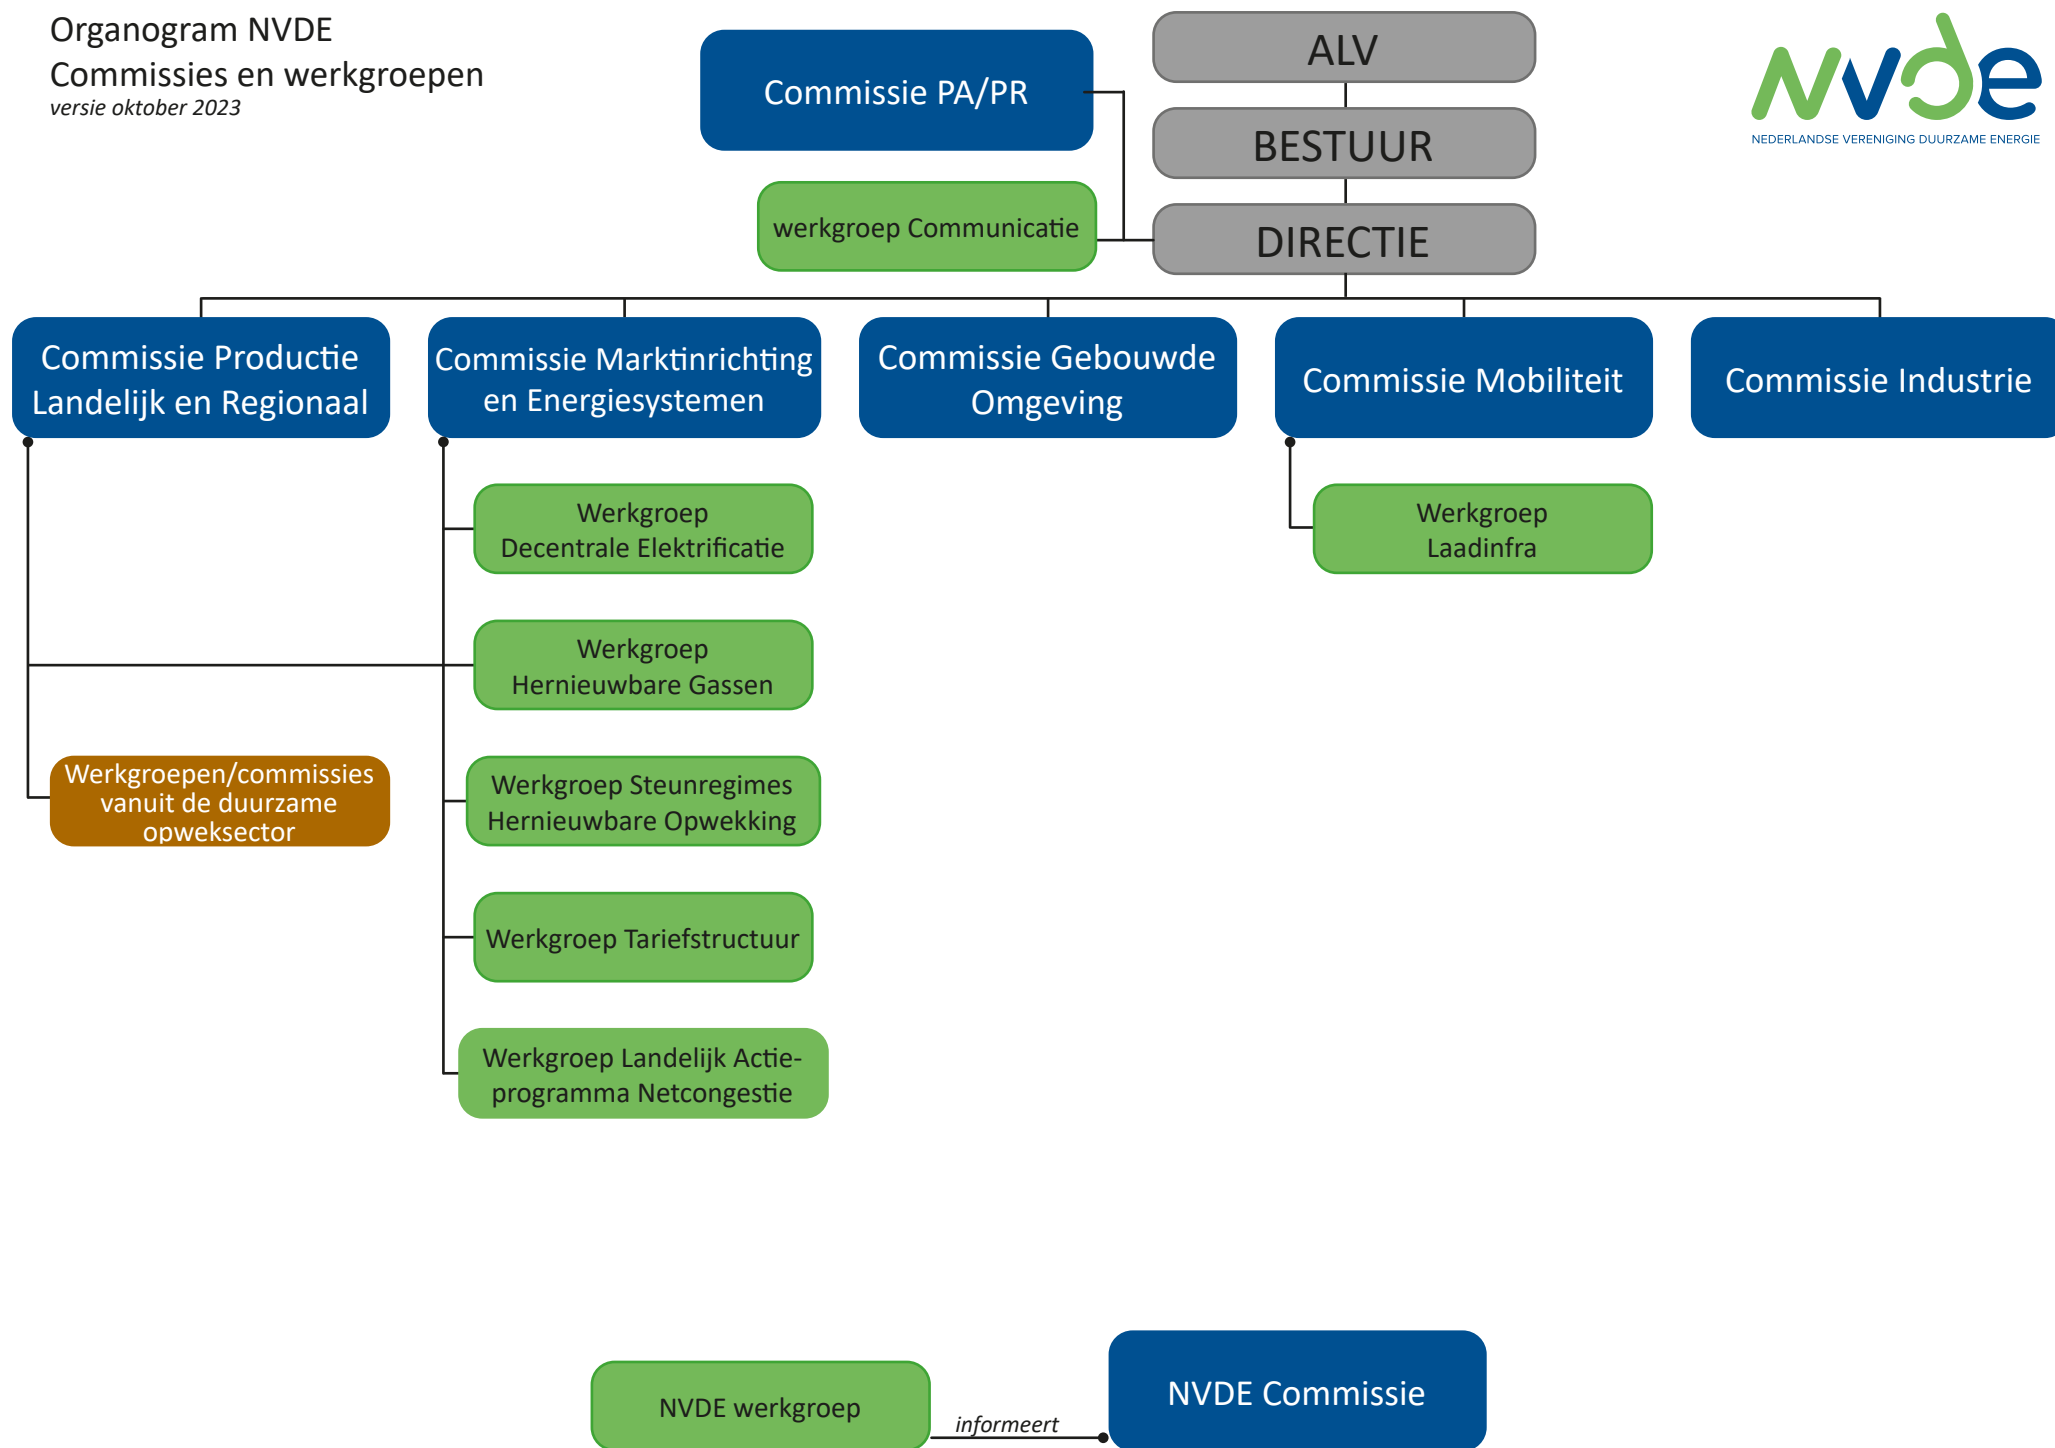 Organogram NVDE
Commissies en werkgroepen
versie oktober 2023
Commissie PA/PR
ALV
BESTUUR
DIRECTIE
werkgroep Communicatie
nvde
NEDERLANDSE VERENIGING DUURZAME ENERGIE
Commissie Productie
Landelijk en Regionaal
Commissie Marktinrichting
en Energiesystemen
Commissie Gebouwde
Omgeving
Commissie Mobiliteit
Commissie Industrie
Werkgroep
Decentrale Elektrificatie
Werkgroep
Laadinfra
Werkgroep
Hernieuwbare Gassen
Werkgroepen/commissies
vanuit de duurzame
opweksector
Werkgroep Steunregimes
Hernieuwbare Opwekking
Werkgroep Tariefstructuur
Werkgroep Landelijk Actie-
programma Netcongestie
NVDE werkgroep
informeert
NVDE Commissie